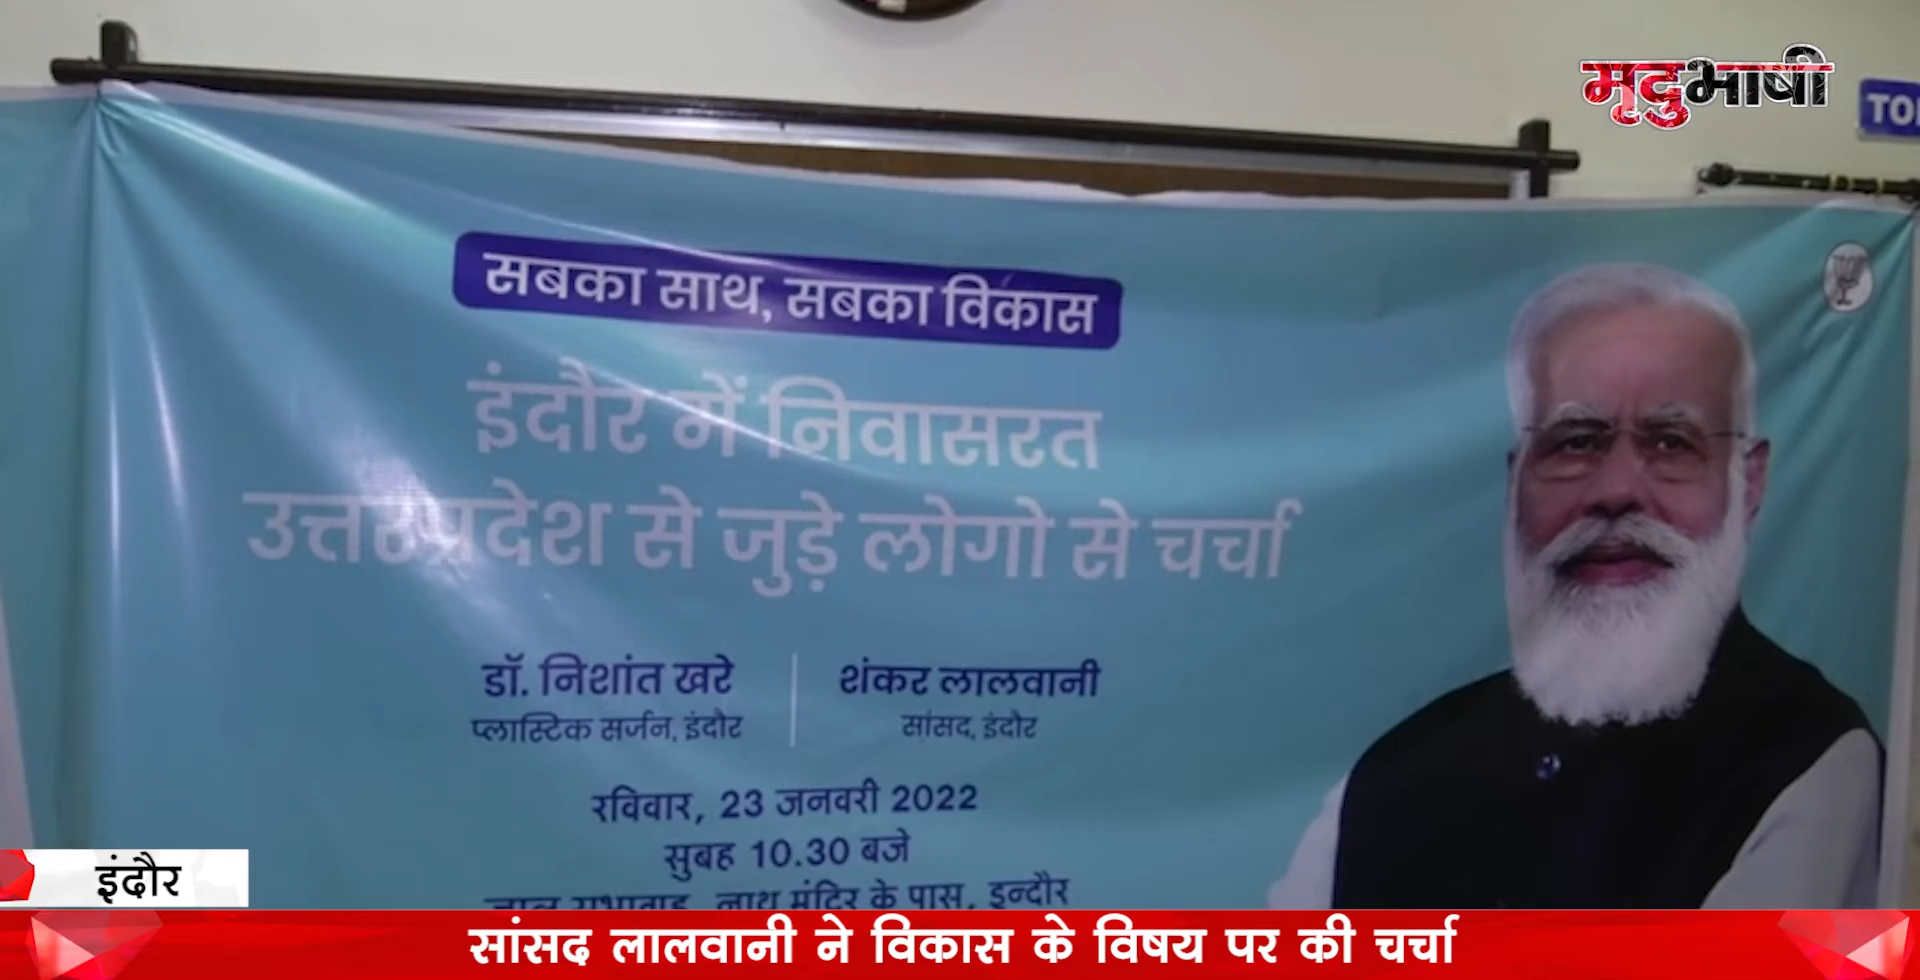 मृदुभाषी
सबका साथ, सबका विकास
इंदौर में निवासरत
उत्तरप्रदेश से जुड़े लोगो से चर्चा
डॉ. निशांत खरे
प्लास्टिक सर्जन, इंदौर
शंकर लालवानी
सांसद, इंदौर
रविवार, 23 जनवरी 2022
सुबह 10.30 बजे
नाथ मंदिर के पास, इन्दौर
इंदौर
सांसद लालवानी ने विकास के विषय पर की चर्चा